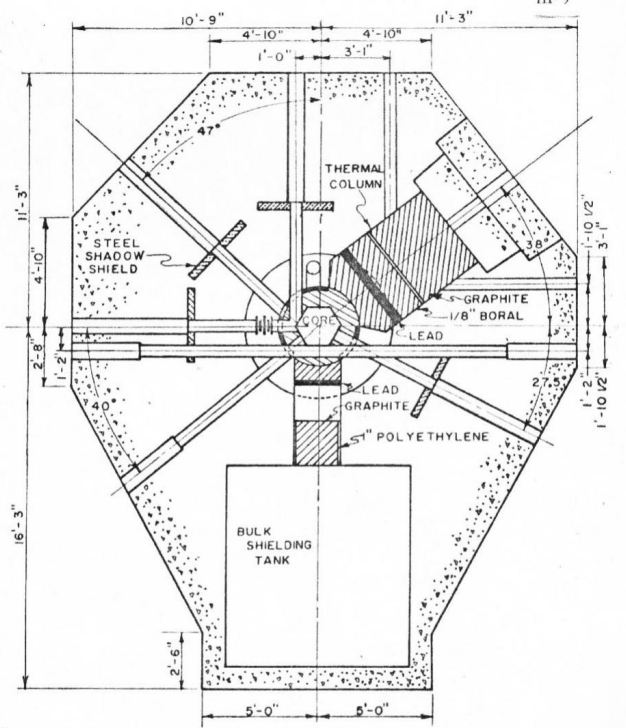 III-9
10'-9"
11'-3"
4'-10"
4'-10"
1'-0"
3'-1"
47°
THERMAL
COLUMN
11'-3"
4'-10"
STEEL
SHADOW
SHIELD
38°
1'-10 1/2"
3'-1"
GRAPHITE
1/8" BORAL
LEAD
CORE
2'-8"
1'-2"
40°
LEAD
GRAPHITE
1" POLYETHYLENE
27.5°
1'-2"
1'-10 1/2"
16'-3"
BULK
SHIELDING
TANK
2'-6"
5'-0"
5'-0"